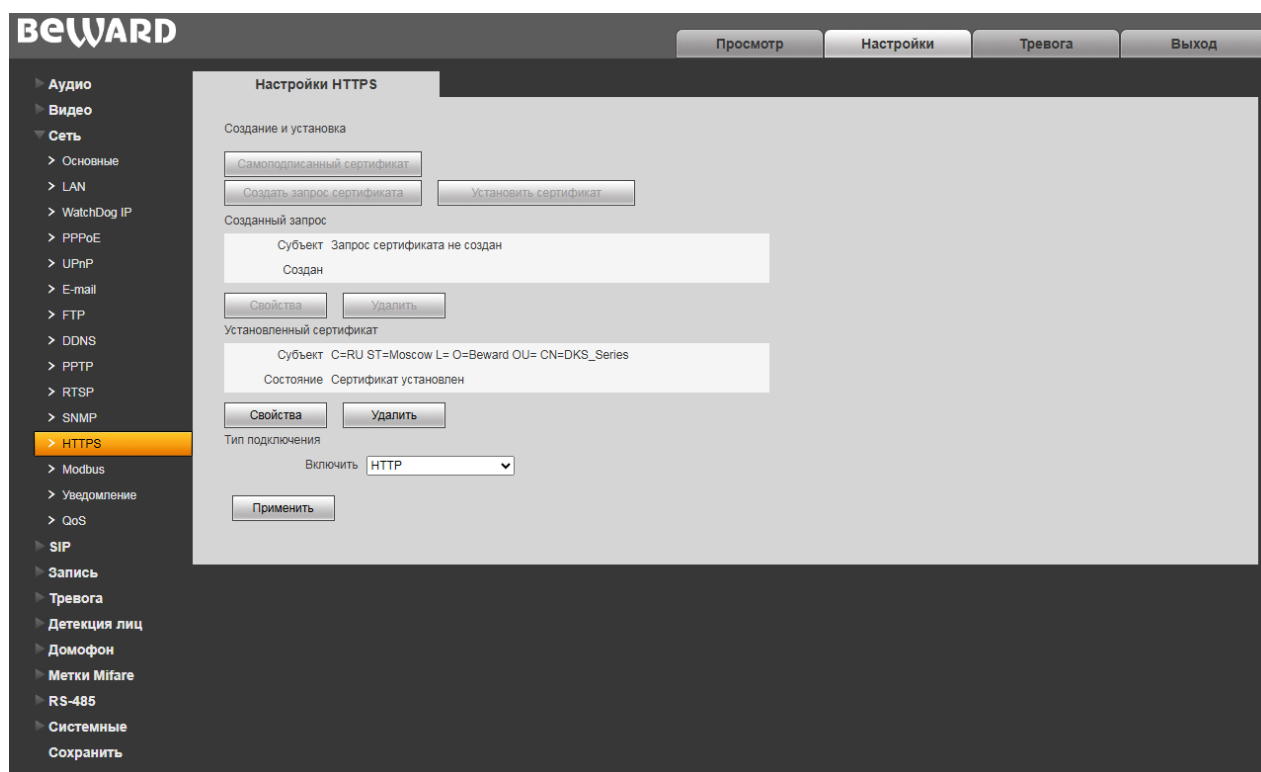 BEWARD
Просмотр Настройки Тревога Выход
Аудио
Видео
Сеть
Основные
LAN
WatchDog IP
PPPoE
UPnP
E-mail
FTP
DDNS
PPTP
RTSP
SNMP
HTTPS
Modbus
Уведомление
QoS
SIP
Запись
Тревога
Детекция лиц
Домофон
Метки Mifare
RS-485
Системные
Сохранить
Настройки HTTPS
Создание и установка
Самоподписанный сертификат
Создать запрос сертификата Установить сертификат
Созданный запрос
Субъект Запрос сертификата не создан
Создан
Свойства Удалить
Установленный сертификат
Субъект C=RU ST=Moscow L= O=Beward OU= CN=DKS_Series
Состояние Сертификат установлен
Свойства Удалить
Тип подключения
Включить HTTP
Применить